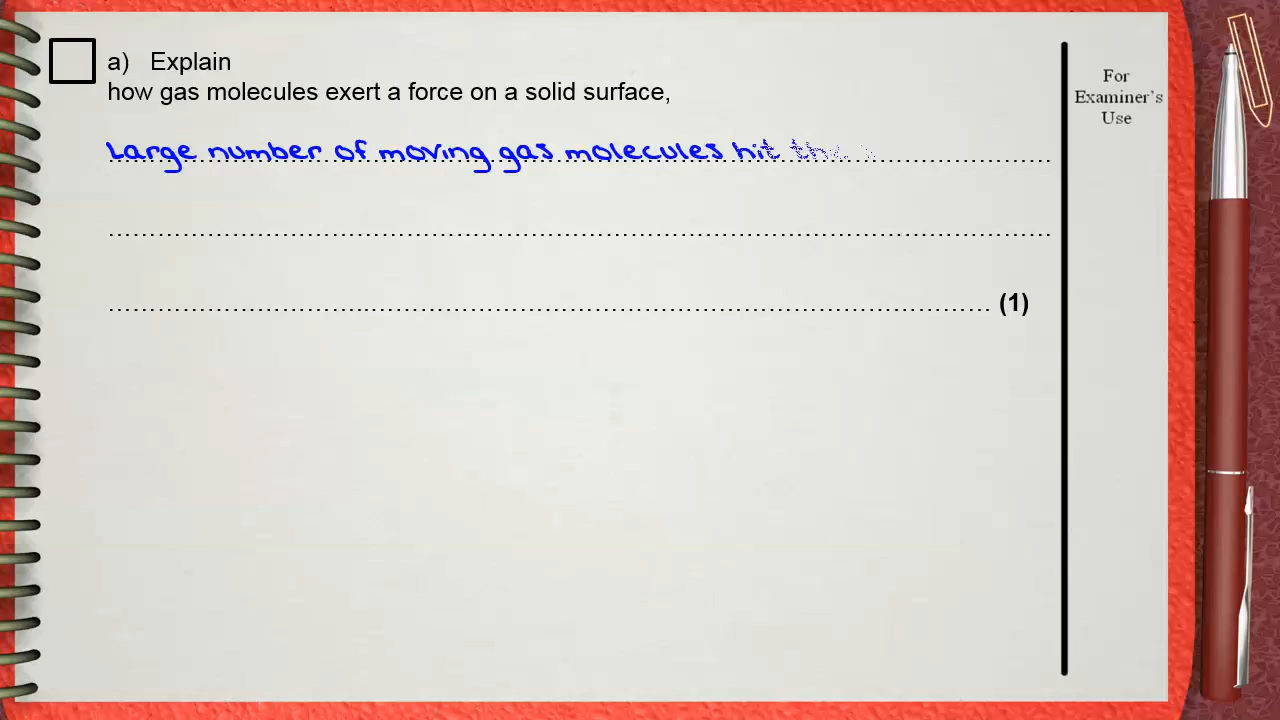 a) Explain
how gas molecules exert a force on a solid surface,
Large number of moving gas molecules hit the
(1)
For
Examiner's
Use